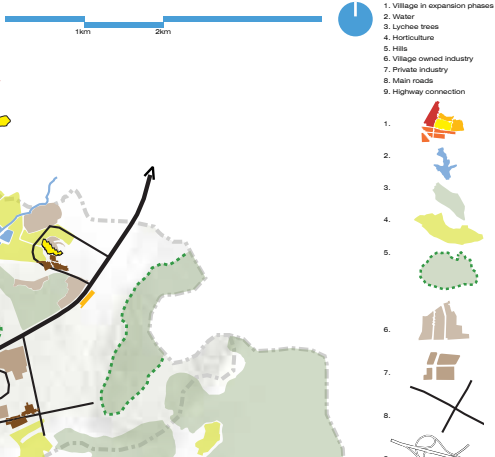 1km
2km
1. Village in expansion phases
2. Water
3. Lychee trees
4. Horticulture
5. Hills
6. Village owned industry
7. Private industry
8. Main roads
9. Highway connection
1.
2.
3.
4.
5.
6.
7.
8.